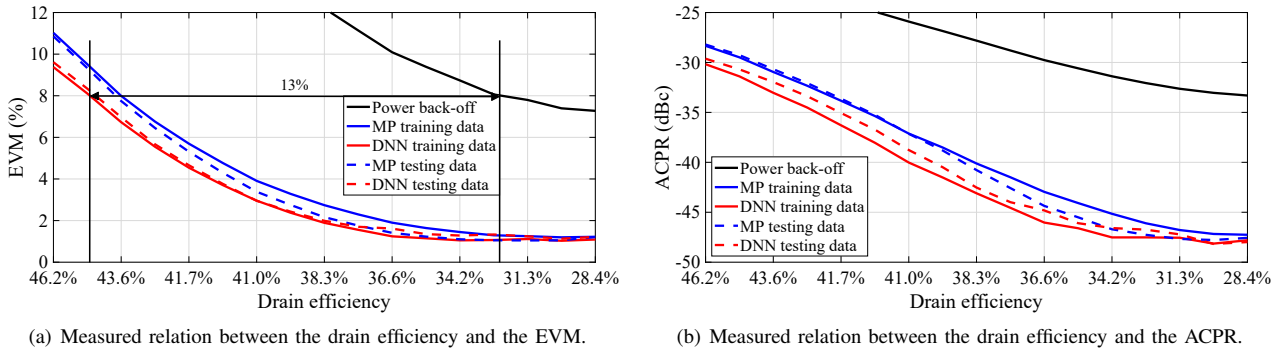 12
10
8
6
4
2
0
EVM (%)
13%
Power back-off
MP training data
DNN training data
MP testing data
DNN testing data
46.2% 43.6% 41.7% 41.0% 38.3% 36.6% 34.2% 31.3% 28.4%
Drain efficiency
(a) Measured relation between the drain efficiency and the EVM.
-25
-30
-35
-40
-45
-50
ACPR (dBc)
Power back-off
MP training data
DNN training data
MP testing data
DNN testing data
46.2% 43.6% 41.7% 41.0% 38.3% 36.6% 34.2% 31.3% 28.4%
Drain efficiency
(b) Measured relation between the drain efficiency and the ACPR.